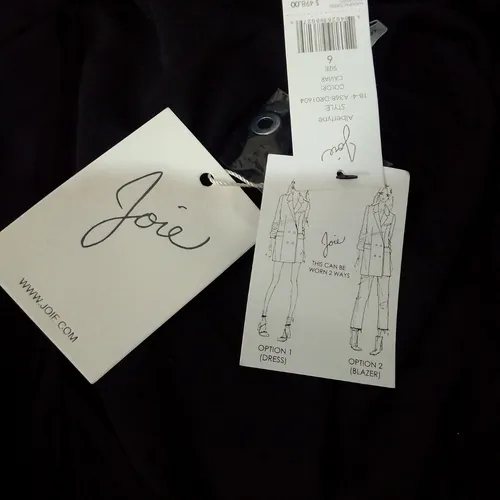 $ 498.00
SIZE
6
COLOR:
CAVIAR
STYLE
18-4- A368-DR01604
Albertyne
Joie
Joie
WWW.JOIE.COM
Joie
THIS CAN BE
WORN 2 WAYS
OPTION 1
(DRESS)
OPTION 2
(BLAZER)